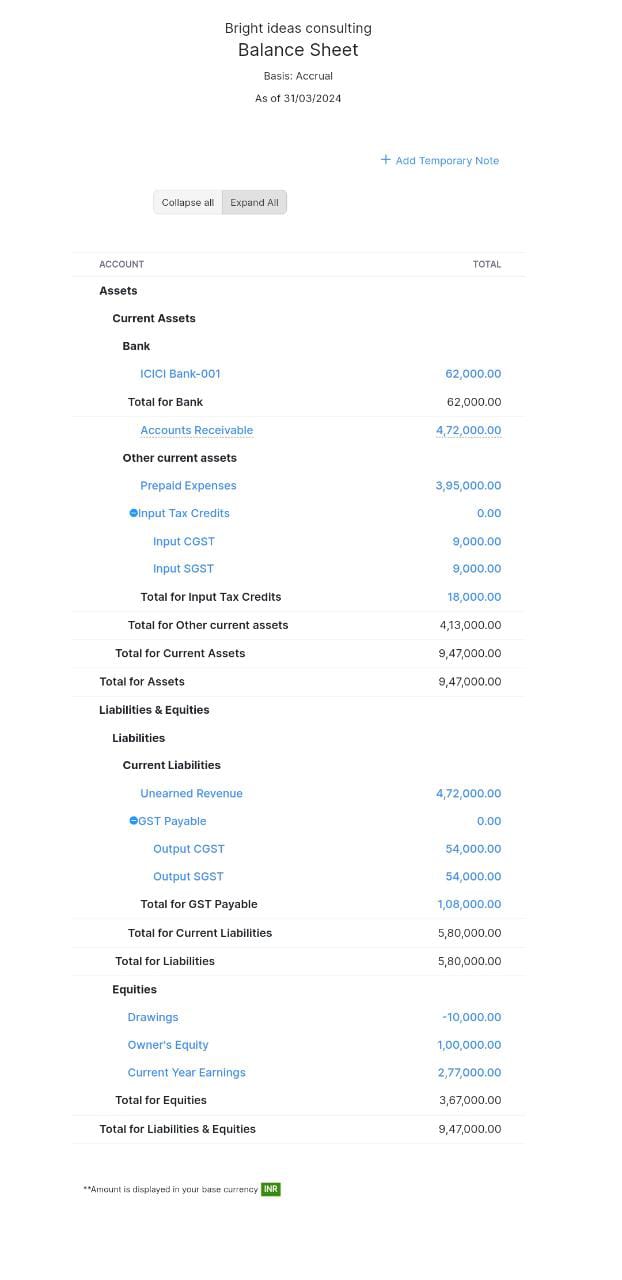 Bright ideas consulting
Balance Sheet
Basis: Accrual
As of 31/03/2024
+ Add Temporary Note
Collapse all Expand All
ACCOUNT TOTAL
Assets
Current Assets
Bank
ICICI Bank-001 62,000.00
Total for Bank 62,000.00
Accounts Receivable 4,72,000.00
Other current assets
Prepaid Expenses 3,95,000.00
Input Tax Credits 0.00
Input CGST 9,000.00
Input SGST 9,000.00
Total for Input Tax Credits 18,000.00
Total for Other current assets 4,13,000.00
Total for Current Assets 9,47,000.00
Total for Assets 9,47,000.00
Liabilities & Equities
Liabilities
Current Liabilities
Unearned Revenue 4,72,000.00
GST Payable 0.00
Output CGST 54,000.00
Output SGST 54,000.00
Total for GST Payable 1,08,000.00
Total for Current Liabilities 5,80,000.00
Total for Liabilities 5,80,000.00
Equities
Drawings -10,000.00
Owner's Equity 1,00,000.00
Current Year Earnings 2,77,000.00
Total for Equities 3,67,000.00
Total for Liabilities & Equities 9,47,000.00
**Amount is displayed in your base currency INR